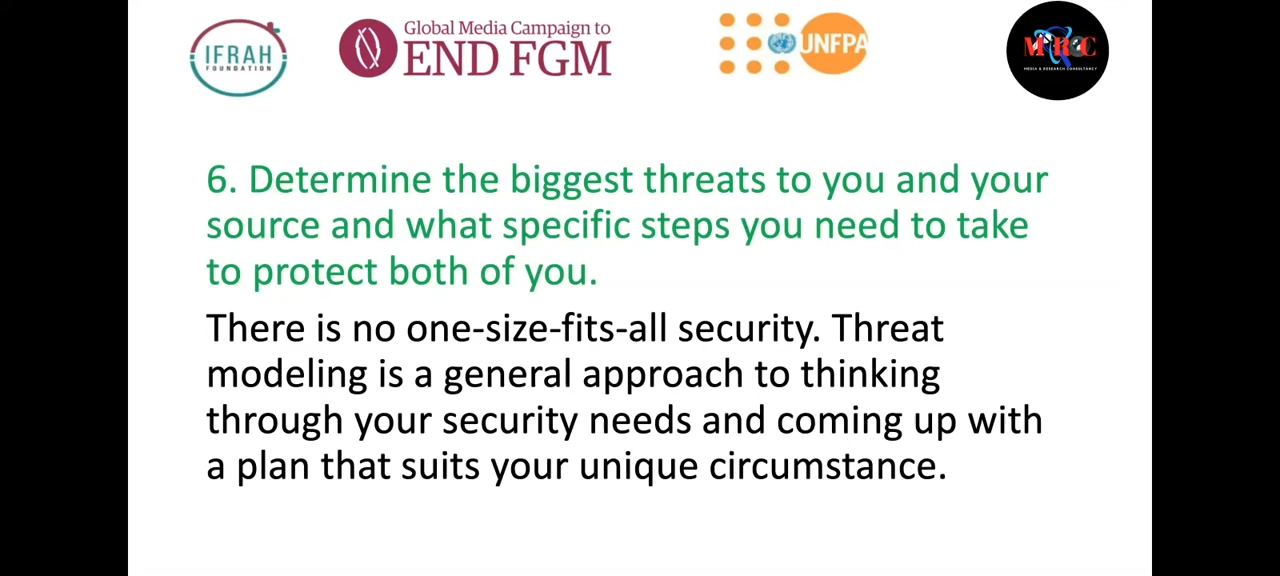 IFRAH
FOUNDATION
Global Media Campaign to
END FGM
UNFPA
MEDIA & RESEARCH CONSULTANCY
6. Determine the biggest threats to you and your
source and what specific steps you need to take
to protect both of you.
There is no one-size-fits-all security. Threat
modeling is a general approach to thinking
through your security needs and coming up with
a plan that suits your unique circumstance.